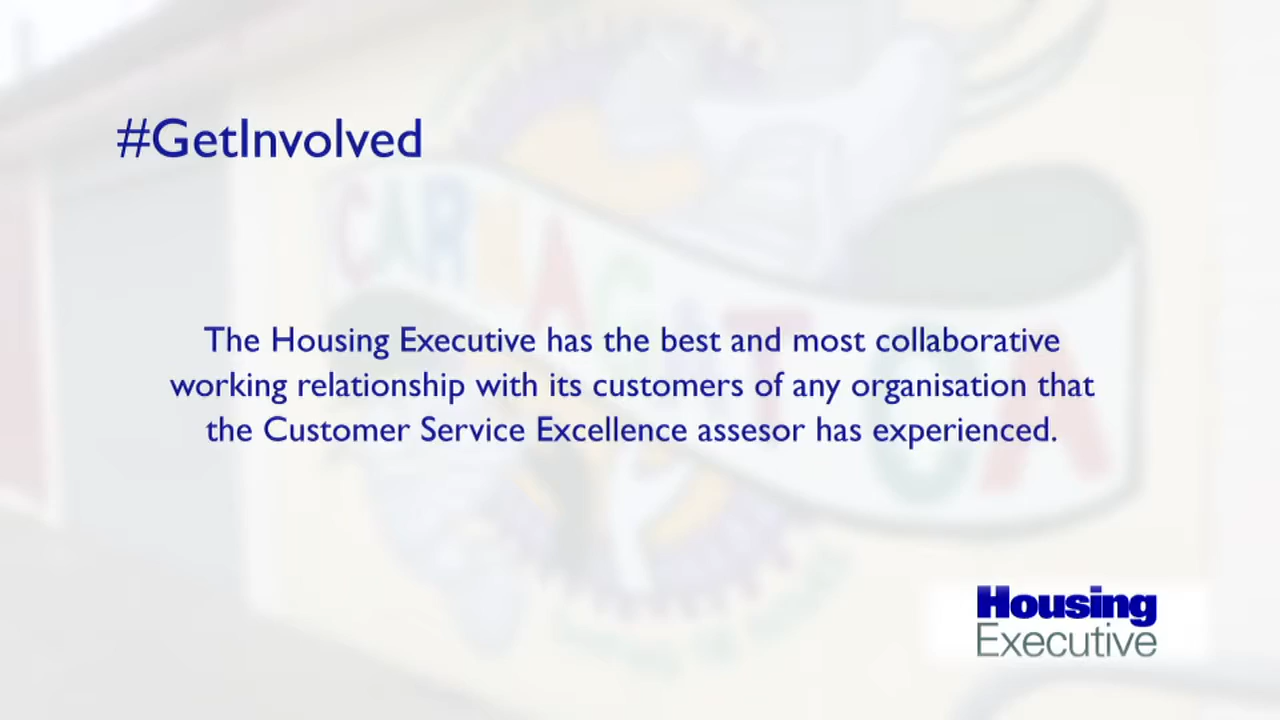 #GetInvolved
The Housing Executive has the best and most collaborative
working relationship with its customers of any organisation that
the Customer Service Excellence assesor has experienced.
Housing
Executive